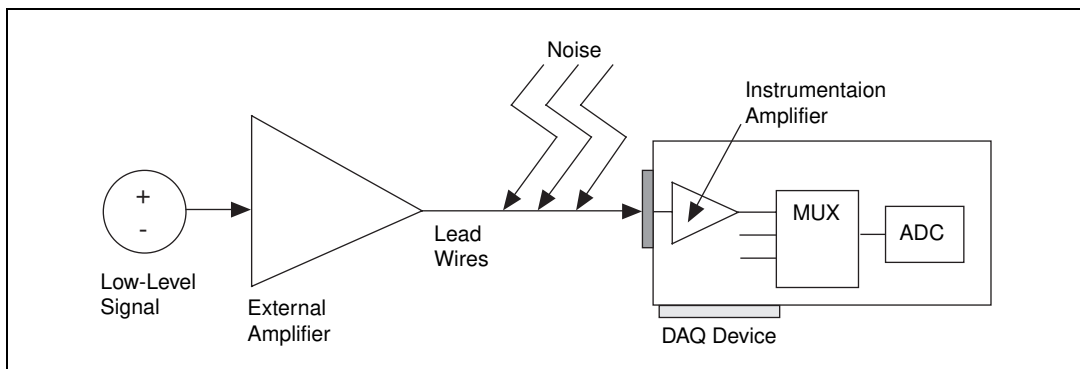 Noise
Instrumentaion
Amplifier
+
-
MUX
ADC
Lead
Wires
Low-Level
Signal
External
Amplifier
DAQ Device